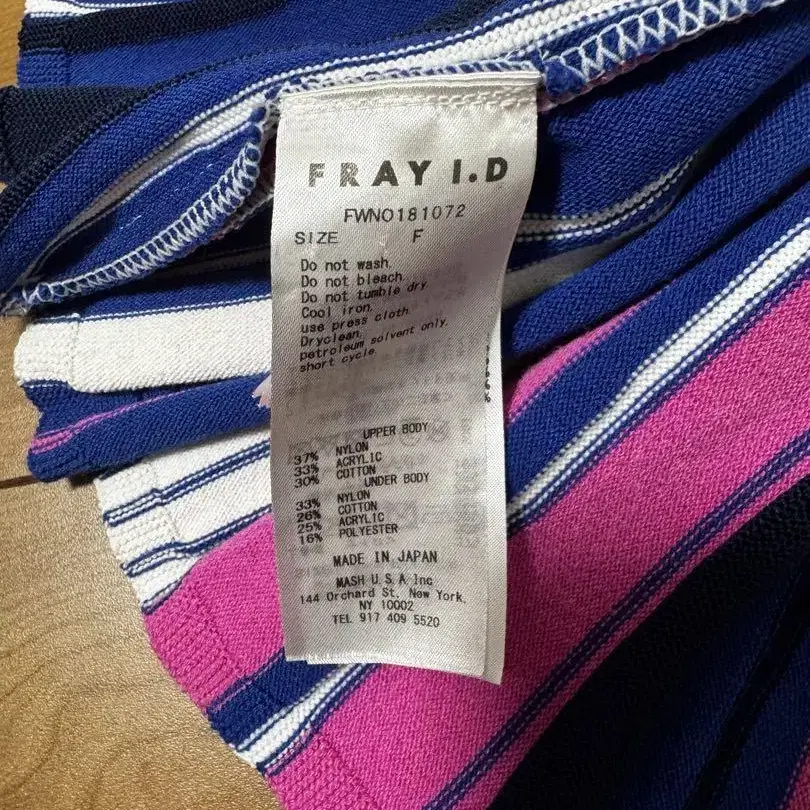 FRAY I.D
FWNO181072
SIZE F
Do not wash.
Do not bleach.
Do not tumble dry.
Cool iron.
use press cloth.
Dryclean.
petroleum solvent only.
short cycle.
UPPER BODY
37% NYLON
33% ACRYLIC
30% COTTON
UNDER BODY
33% NYLON
26% COTTON
25% ACRYLIC
16% POLYESTER
MADE IN JAPAN
MASH U.S.A Inc
144 Orchard St, New York,
NY 10002
TEL 917 409 5520